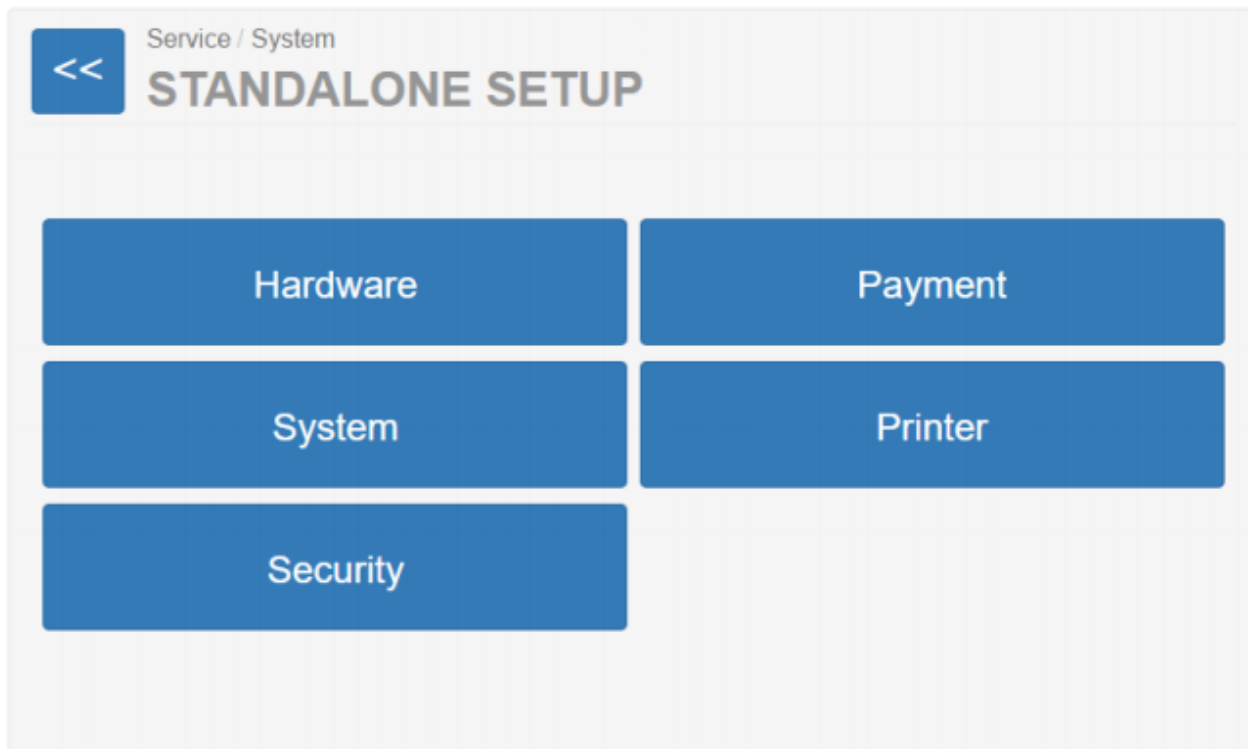 <<
Service / System
STANDALONE SETUP
Hardware
Payment
System
Printer
Security